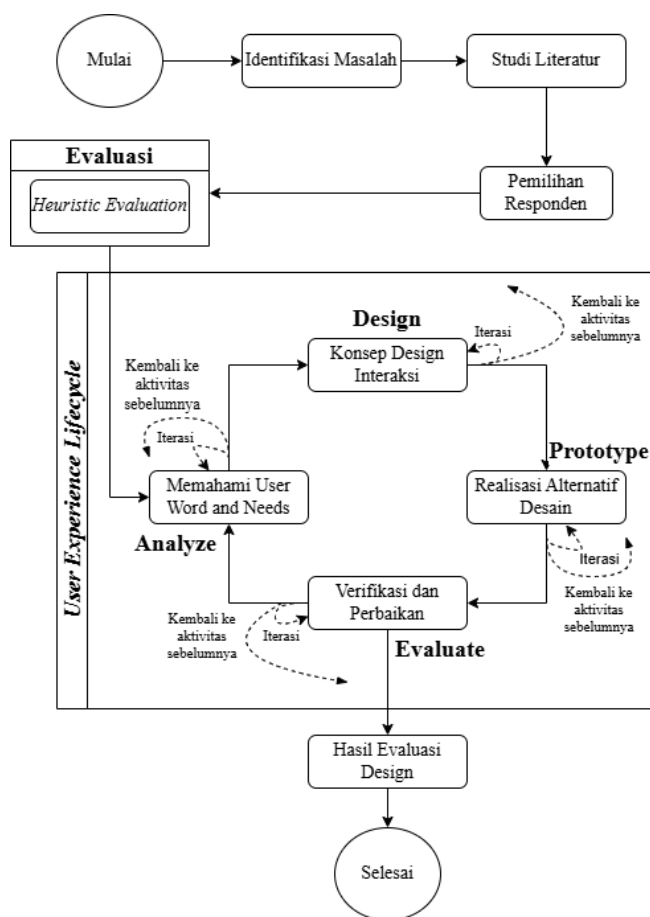 Mulai
Identifikasi Masalah
Studi Literatur
Pemilihan
Responden
Evaluasi
Heuristic Evaluation
User Experience Lifecycle
Design
Konsep Design
Interaksi
Iterasi
Kembali ke
aktivitas
sebelumnya
Kembali ke
aktivitas
sebelumnya
Iterasi
Memahami User
Word and Needs
Analyze
Prototype
Realisasi Alternatif
Desain
Iterasi
Kembali ke
aktivitas
sebelumnya
Verifikasi dan
Perbaikan
Evaluate
Kembali ke
aktivitas
sebelumnya
Iterasi
Hasil Evaluasi
Design
Selesai